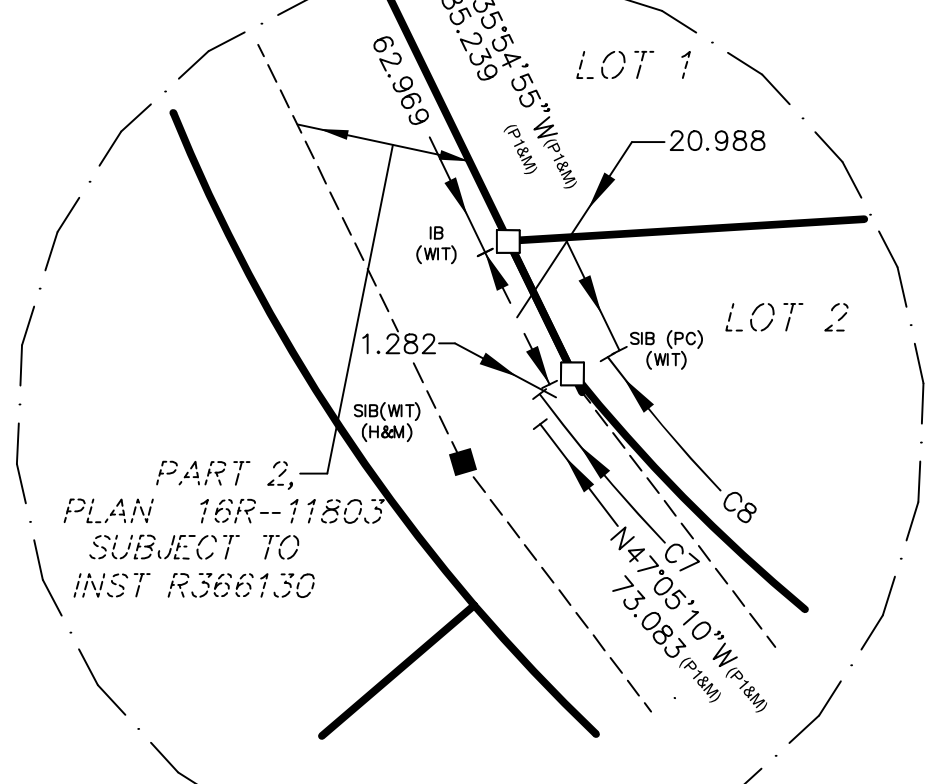 35°54'55"W(P1&M)
85.239
(P1&M)
62.969
LOT 1
20.988
IB
(WIT)
LOT 2
1.282
SIB (PC)
(WIT)
SIB(WIT)
(H&M)
PART 2,
PLAN 16R--11803
SUBJECT TO
INST R366130
C8
C7
N47°05'10"W(P1&M)
73.083(P1&M)